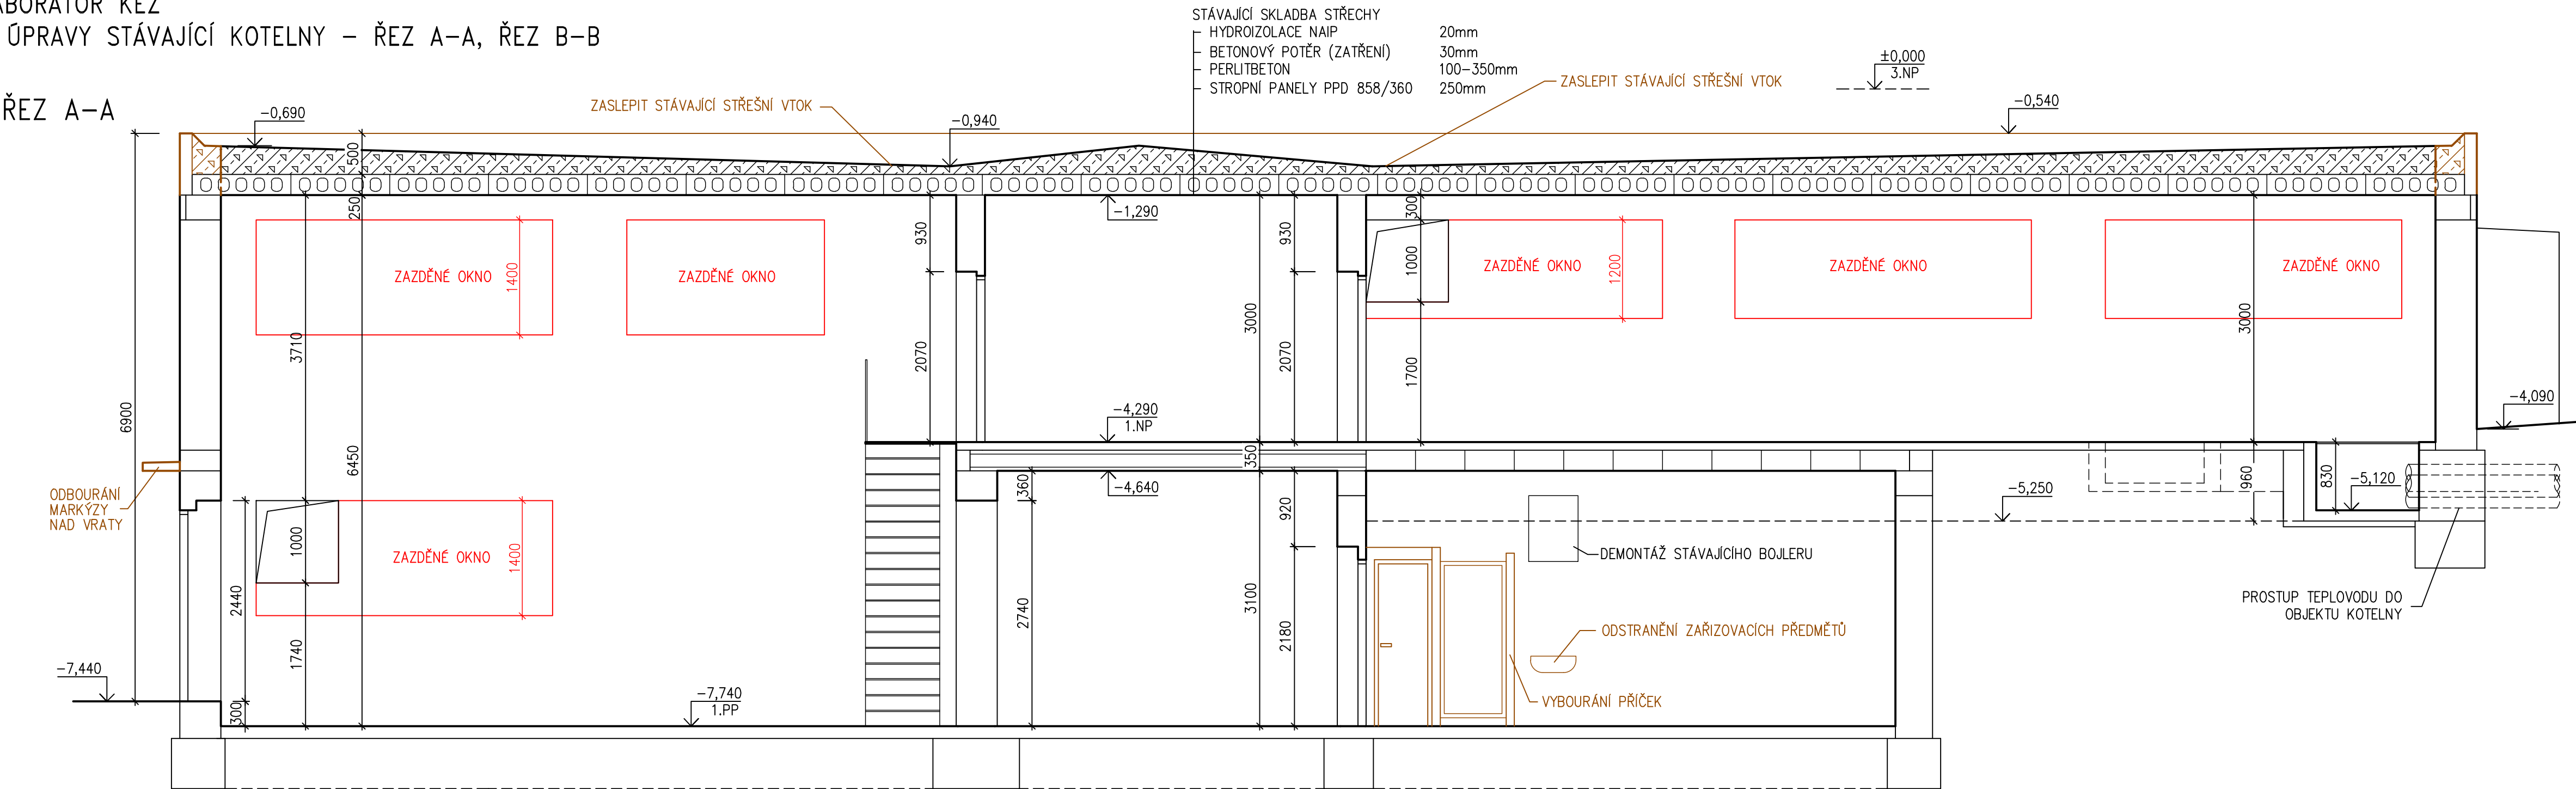 ABORATOŘ KEZ
ÚPRAVY STÁVAJÍCÍ KOTELNY – ŘEZ A–A, ŘEZ B–B
ŘEZ A–A
STÁVAJÍCÍ SKLADBA STŘECHY
HYDROIZOLACE NAIP 20mm
BETONOVÝ POTĚR (ZATŘENÍ) 30mm
PERLITBETON 100–350mm
STROPNÍ PANELY PPD 858/360 250mm
ZASLEPIT STÁVAJÍCÍ STŘEŠNÍ VTOK
ZASLEPIT STÁVAJÍCÍ STŘEŠNÍ VTOK
±0,000
3.NP
–0,690
–0,940
–0,540
500
250
–1,290
300
930
930
ZAZDĚNÉ OKNO
1400
ZAZDĚNÉ OKNO
1000
ZAZDĚNÉ OKNO
1200
ZAZDĚNÉ OKNO
ZAZDĚNÉ OKNO
3710
3000
3000
2070
2070
1700
6900
6450
–4,290
1.NP
–4,090
350
–4,640
360
920
960
830
–5,120
–5,250
ODBOURÁNÍ
MARKÝZY
NAD VRATY
1000
ZAZDĚNÉ OKNO
1400
2440
1740
2740
3100
2180
DEMONTÁŽ STÁVAJÍCÍHO BOJLERU
PROSTUP TEPLOVODU DO
OBJEKTU KOTELNY
ODSTRANĚNÍ ZAŘIZOVACÍCH PŘEDMĚTŮ
VYBOURÁNÍ PŘÍČEK
–7,440
300
–7,740
1.PP